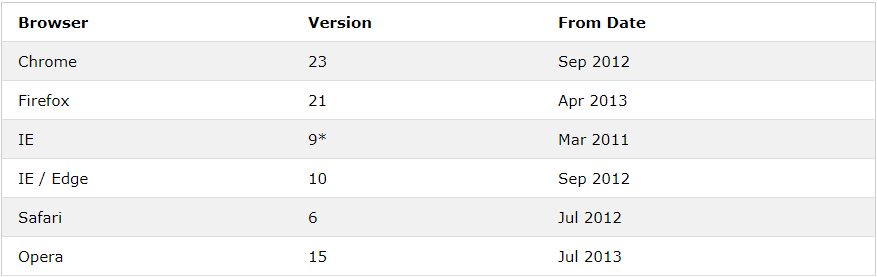 Browser Version From Date
Chrome 23 Sep 2012
Firefox 21 Apr 2013
IE 9* Mar 2011
IE / Edge 10 Sep 2012
Safari 6 Jul 2012
Opera 15 Jul 2013